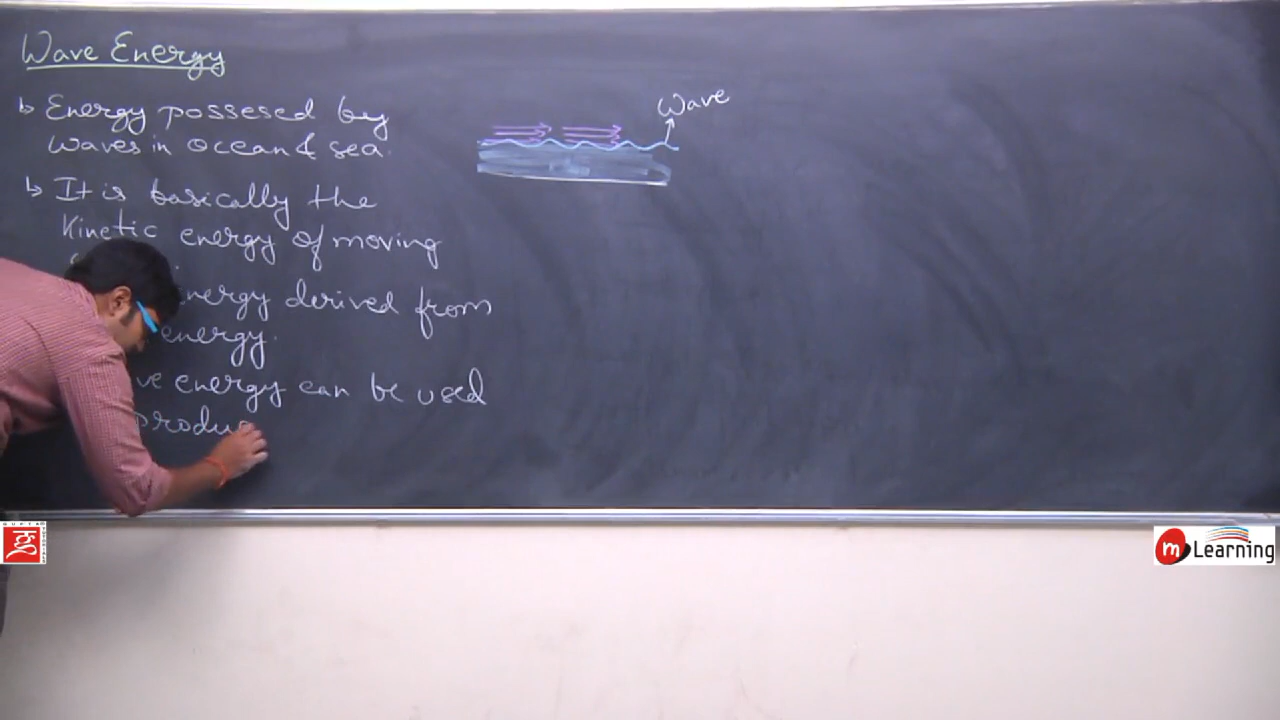 Wave Energy
↳ Energy possesed by
waves in ocean & sea.
↳ It is basically the
Kinetic energy of moving
energy derived from
energy.
ve energy can be used
produ
Wave
m Learning